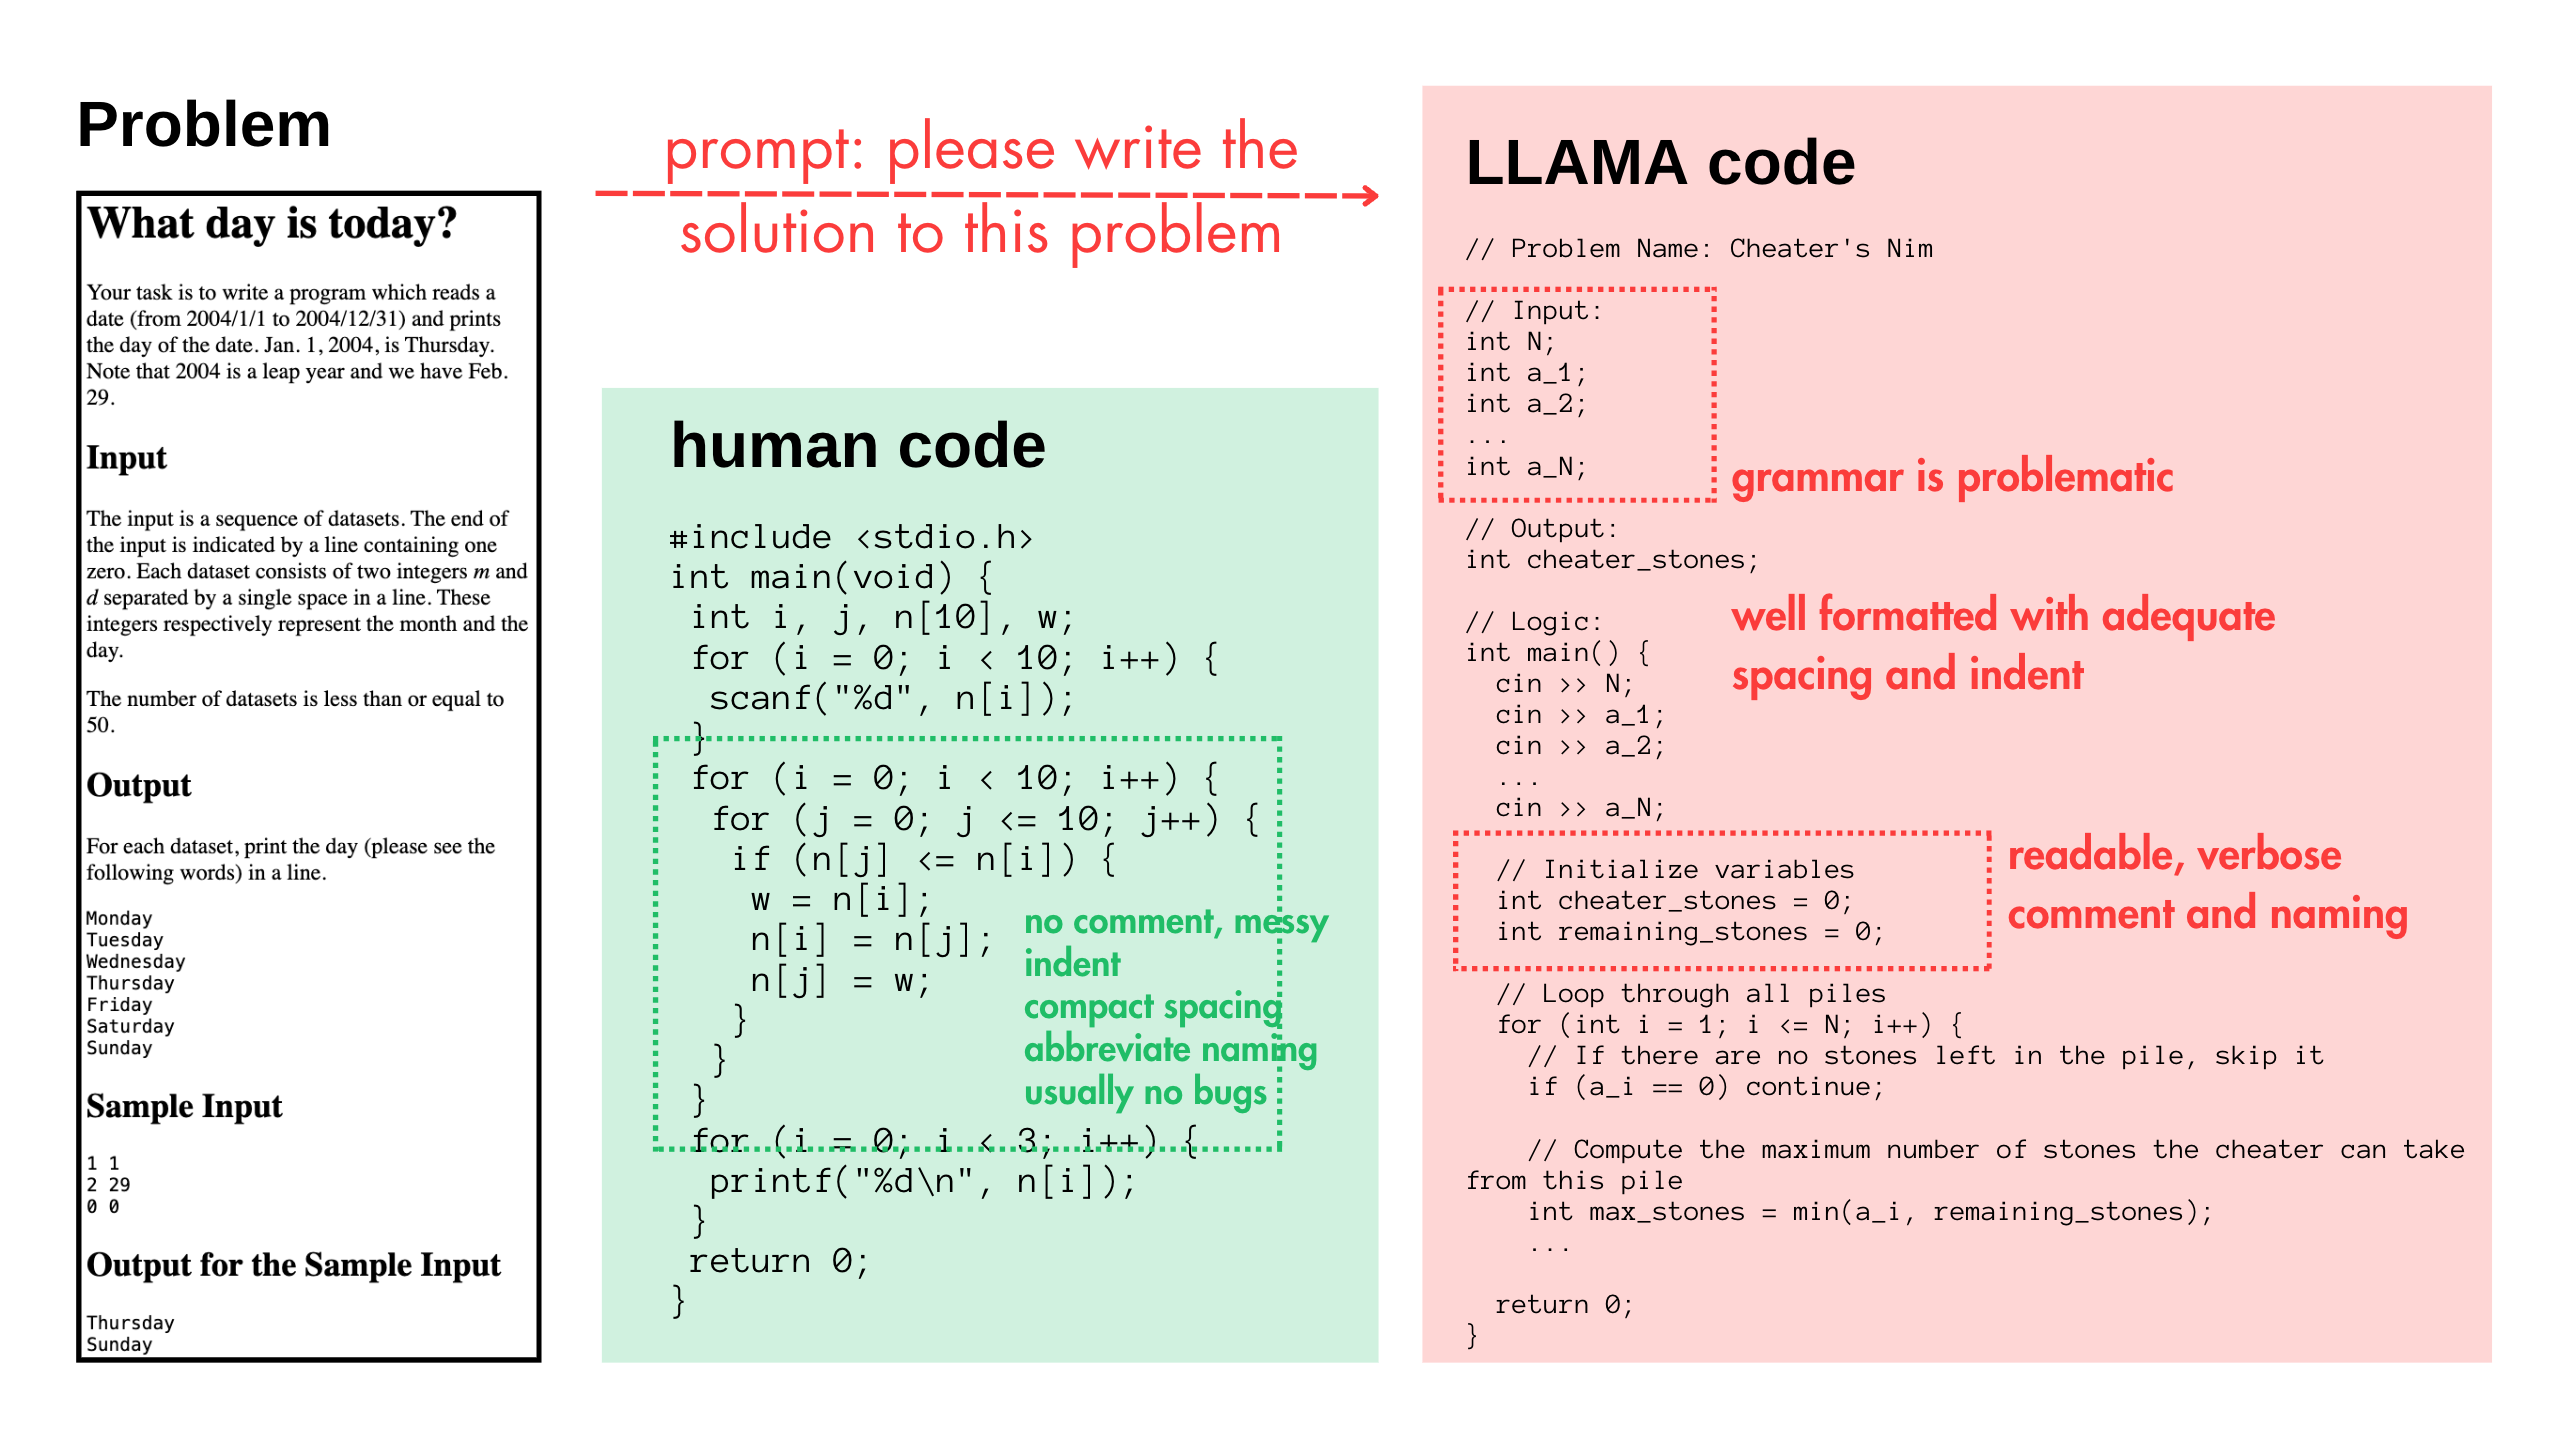 Problem
What day is today?
Your task is to write a program which reads a
date (from 2004/1/1 to 2004/12/31) and prints
the day of the date. Jan. 1, 2004, is Thursday.
Note that 2004 is a leap year and we have Feb.
29.
Input
The input is a sequence of datasets. The end of
the input is indicated by a line containing one
zero. Each dataset consists of two integers m and
d separated by a single space in a line. These
integers respectively represent the month and the
day.
The number of datasets is less than or equal to
50.
Output
For each dataset, print the day (please see the
following words) in a line.
Monday
Tuesday
Wednesday
Thursday
Friday
Saturday
Sunday
Sample Input
1 1
2 29
0 0
Output for the Sample Input
Thursday
Sunday
prompt: please write the
solution to this problem
human code
#include <stdio.h>
int main(void) {
 int i, j, n[10], w;
 for (i = 0; i < 10; i++) {
  scanf("%d", n[i]);
 }
 for (i = 0; i < 10; i++) {
  for (j = 0; j <= 10; j++) {
   if (n[j] <= n[i]) {
    w = n[i];
    n[i] = n[j];
    n[j] = w;
   }
  }
 }
 for (i = 0; i < 3; i++) {
  printf("%d\n", n[i]);
 }
 return 0;
}
no comment, messy
indent
compact spacing
abbreviate naming
usually no bugs
LLAMA code
// Problem Name: Cheater's Nim
// Input:
int N;
int a_1;
int a_2;
...
int a_N;
grammar is problematic
// Output:
int cheater_stones;
// Logic:
int main() {
  cin >> N;
  cin >> a_1;
  cin >> a_2;
  ...
  cin >> a_N;
well formatted with adequate
spacing and indent
  // Initialize variables
  int cheater_stones = 0;
  int remaining_stones = 0;
readable, verbose
comment and naming
  // Loop through all piles
  for (int i = 1; i <= N; i++) {
    // If there are no stones left in the pile, skip it
    if (a_i == 0) continue;
    // Compute the maximum number of stones the cheater can take
from this pile
    int max_stones = min(a_i, remaining_stones);
    ...
  return 0;
}